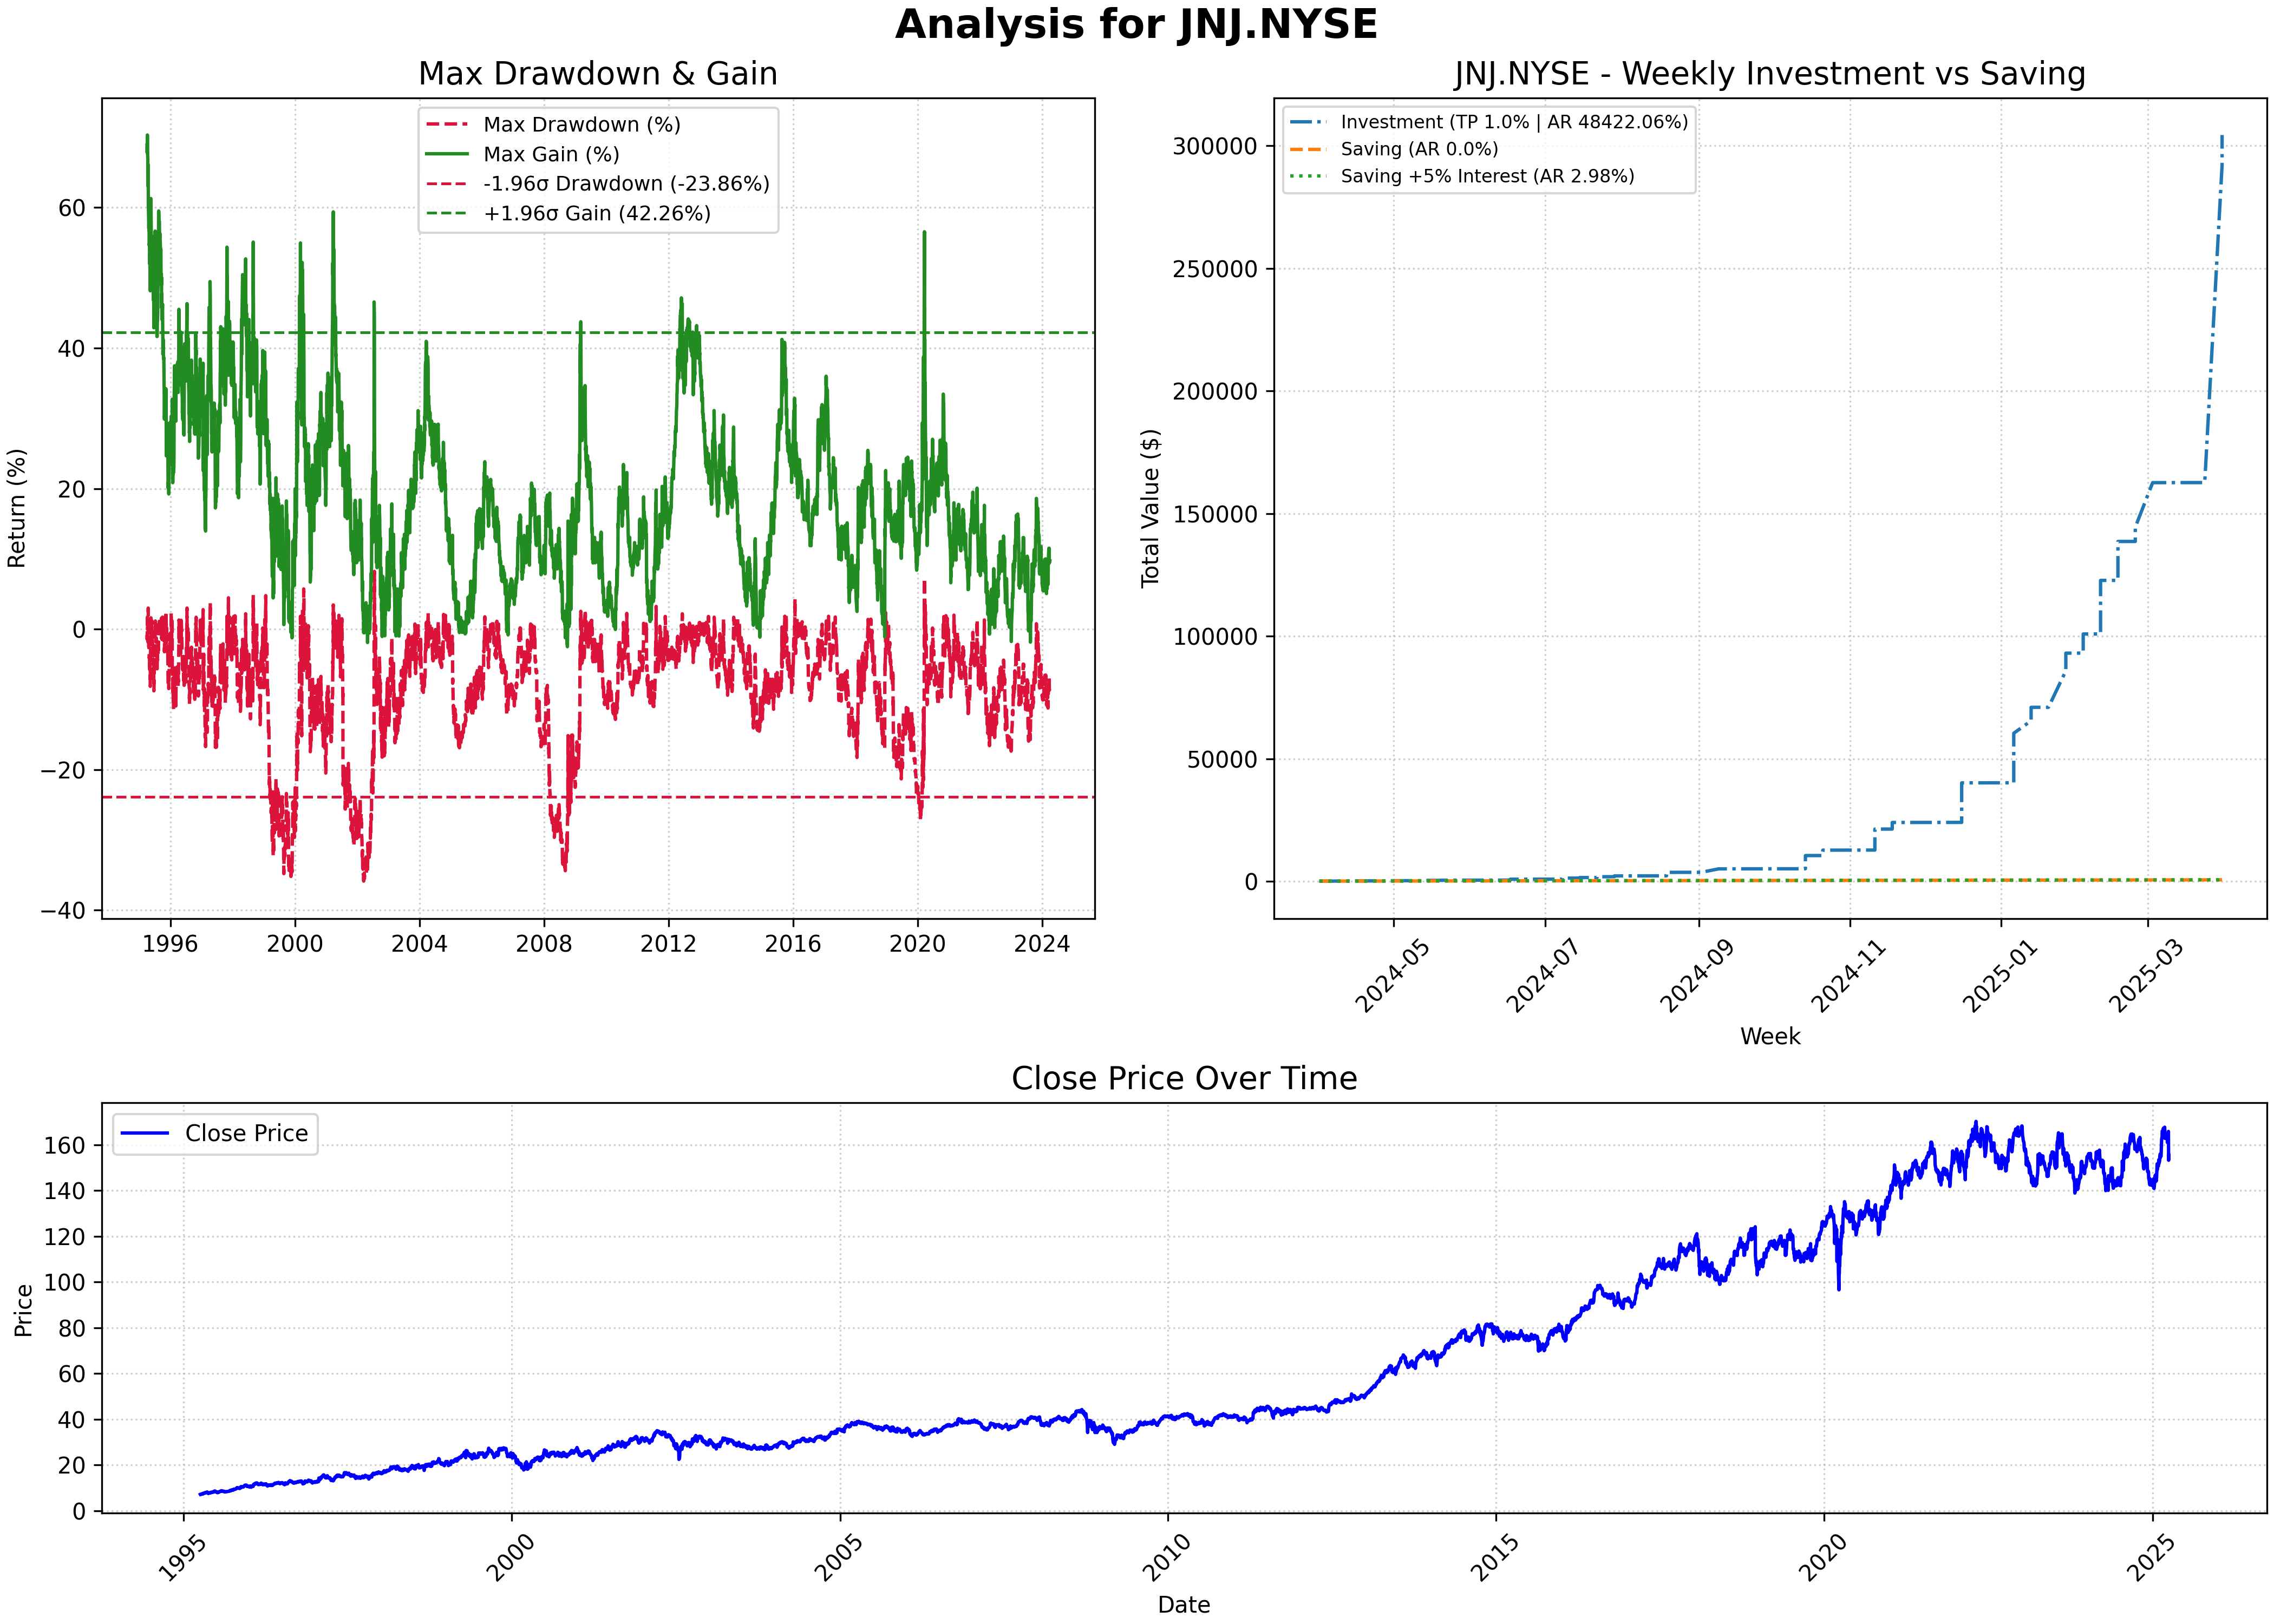 Analysis for JNJ.NYSE
Max Drawdown & Gain
Return (%)
60
40
20
0
−20
−40
Max Drawdown (%)
Max Gain (%)
-1.96σ Drawdown (-23.86%)
+1.96σ Gain (42.26%)
1996
2000
2004
2008
2012
2016
2020
2024
JNJ.NYSE - Weekly Investment vs Saving
Total Value ($)
300000
250000
200000
150000
100000
50000
0
Investment (TP 1.0% | AR 48422.06%)
Saving (AR 0.0%)
Saving +5% Interest (AR 2.98%)
2024-05
2024-07
2024-09
2024-11
2025-01
2025-03
Week
Close Price Over Time
Price
160
140
120
100
80
60
40
20
0
Close Price
1995
2000
2005
2010
2015
2020
2025
Date